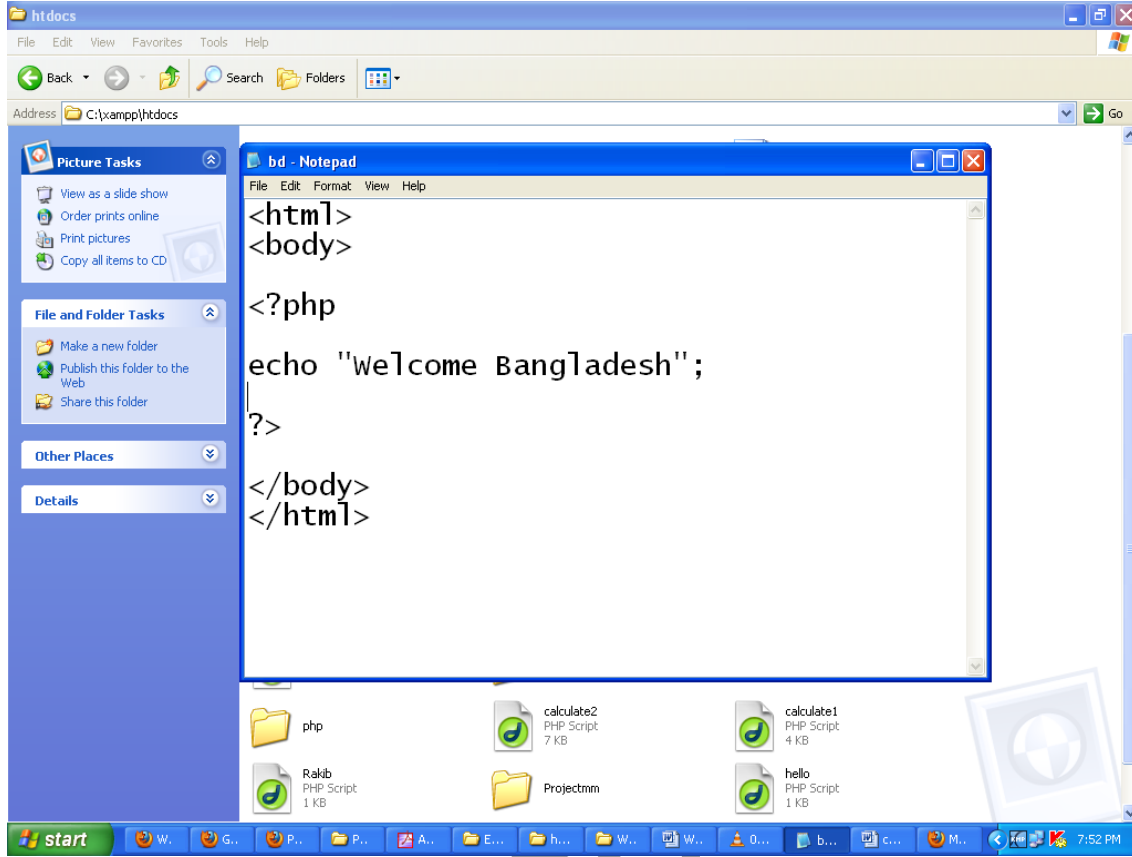 htdocs
File Edit View Favorites Tools Help
Back Search Folders
Address C:\xampp\htdocs Go
Picture Tasks
View as a slide show
Order prints online
Print pictures
Copy all items to CD
File and Folder Tasks
Make a new folder
Publish this folder to the
Web
Share this folder
Other Places
Details
bd - Notepad
File Edit Format View Help
<html>
<body>
<?php
echo "Welcome Bangladesh";
?>
</body>
</html>
php
calculate2
PHP Script
7 KB
calculate1
PHP Script
4 KB
Rakib
PHP Script
1 KB
Projectmm
hello
PHP Script
1 KB
start W.. G.. P.. P.. A.. E... h... W.. W.. 0... b... c... M.. 7:52 PM